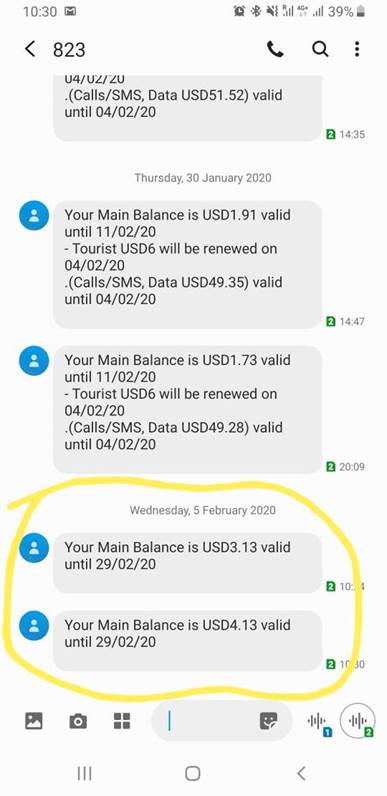 10:30
R 4G+ 39%
823
04/02/20
.(Calls/SMS, Data USD51.52) valid
until 04/02/20
2 14:35
Thursday, 30 January 2020
Your Main Balance is USD1.91 valid
until 11/02/20
- Tourist USD6 will be renewed on
04/02/20
.(Calls/SMS, Data USD49.35) valid
until 04/02/20
2 14:47
Your Main Balance is USD1.73 valid
until 11/02/20
- Tourist USD6 will be renewed on
04/02/20
.(Calls/SMS, Data USD49.28) valid
until 04/02/20
2 20:09
Wednesday, 5 February 2020
Your Main Balance is USD3.13 valid
until 29/02/20
2
Your Main Balance is USD4.13 valid
until 29/02/20
2 10:30
1 2